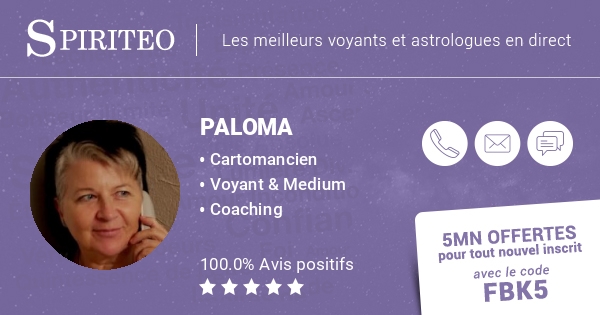 SPIRITEO
Les meilleurs voyants et astrologues en direct
PALOMA
• Cartomancien
• Voyant & Medium
• Coaching
100.0% Avis positifs
5MN OFFERTES
pour tout nouvel inscrit
avec le code
FBK5